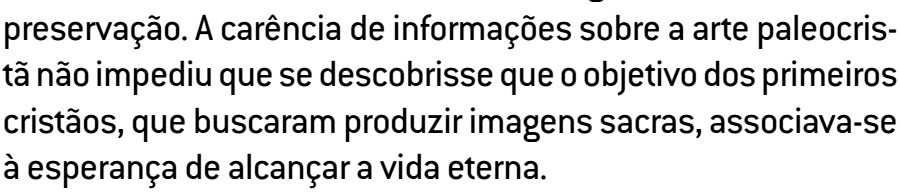 preservação. A carência de informações sobre a arte paleocris-
tã não impediu que se descobrisse que o objetivo dos primeiros
cristãos, que buscaram produzir imagens sacras, associava-se
à esperança de alcançar a vida eterna.